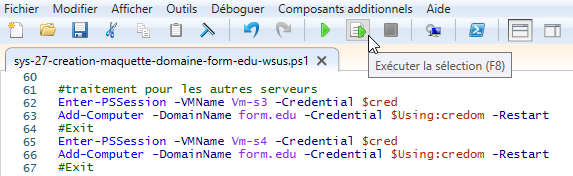 Fichier Modifier Afficher Outils Déboguer Composants additionnels Aide
sys-27-creation-maquette-domaine-form-edu-wsus.ps1 X
Exécuter la sélection (F8)
60
61 #traitement pour les autres serveurs
62 Enter-PSSession -VMName Vm-s3 -Credential $cred
63 Add-Computer -DomainName form.edu -Credential $Using:credom -Restart
64 #Exit
65 Enter-PSSession -VMName Vm-s4 -Credential $cred
66 Add-Computer -DomainName form.edu -Credential $Using:credom -Restart
67 #Exit